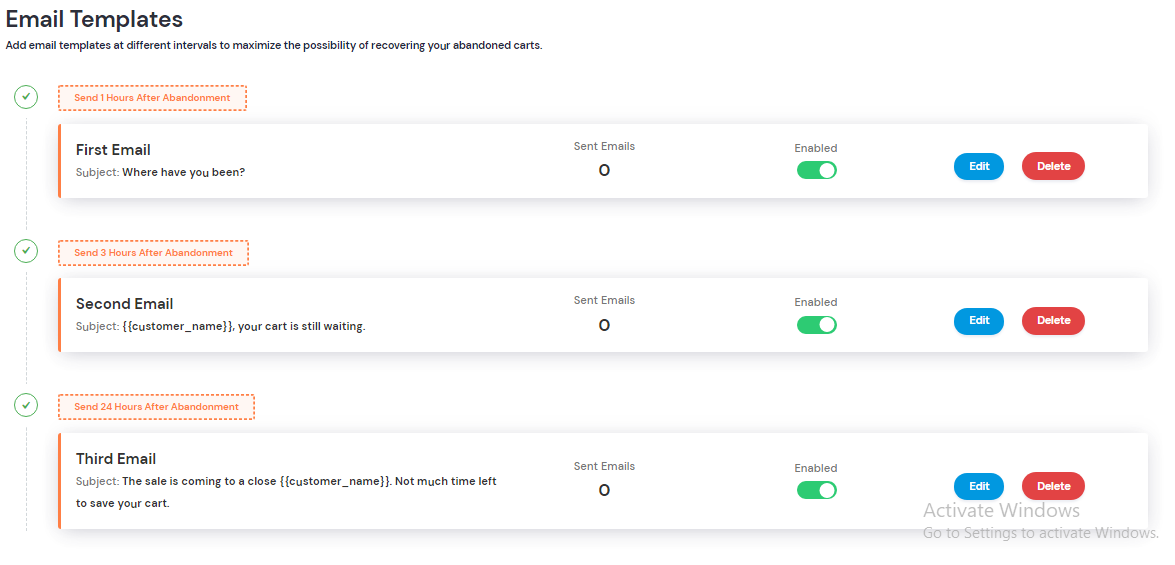 Email Templates
Add email templates at different intervals to maximize the possibility of recovering your abandoned carts.
Send 1 Hours After Abandonment
First Email
Subject: Where have you been?
Sent Emails
0
Enabled
Edit
Delete
Send 3 Hours After Abandonment
Second Email
Subject: {{customer_name}}, your cart is still waiting.
Sent Emails
0
Enabled
Edit
Delete
Send 24 Hours After Abandonment
Third Email
Subject: The sale is coming to a close {{customer_name}}. Not much time left
to save your cart.
Sent Emails
0
Enabled
Edit
Delete
Activate Windows
Go to Settings to activate Windows.